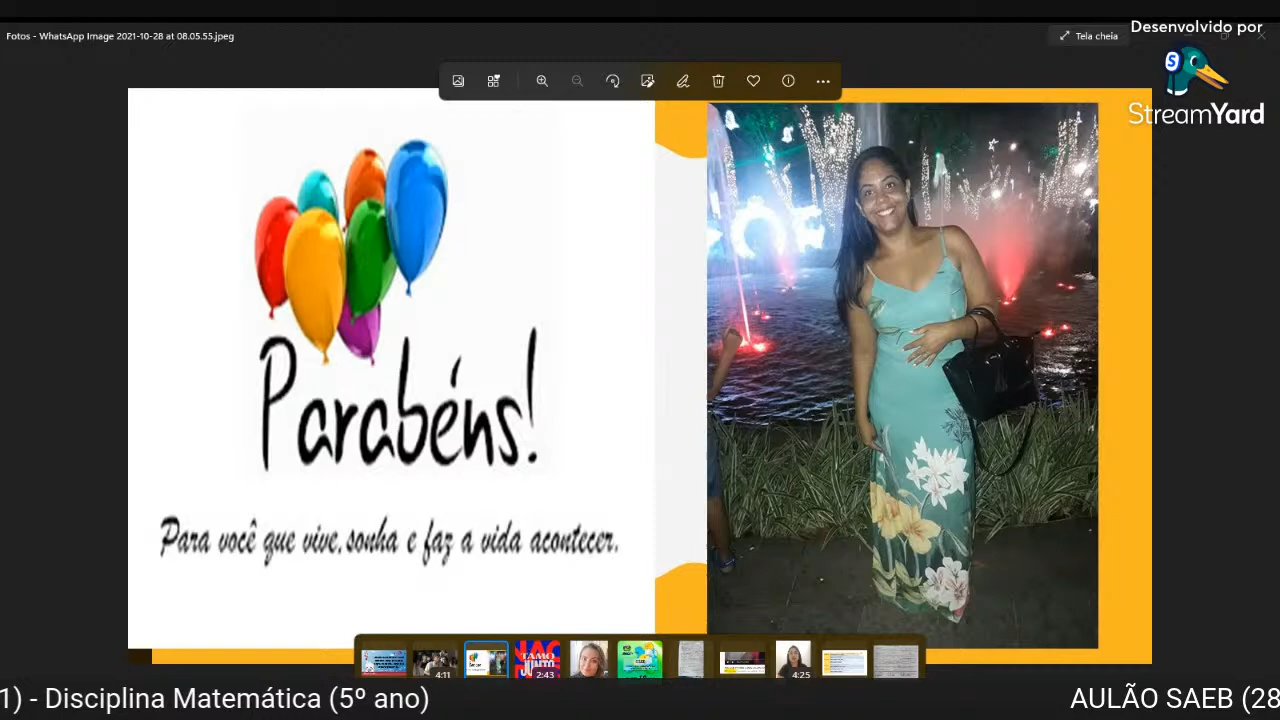 Fotos - WhatsApp Image 2021-10-28 at 08.05.55.jpeg
Tela cheia
Desenvolvido por
S
StreamYard
Parabéns!
Para você que vive, sonha e faz a vida acontecer.
TAMO
JUNTO
4:11
2:43
4:25
1) - Disciplina Matemática (5º ano)
AULÃO SAEB (28